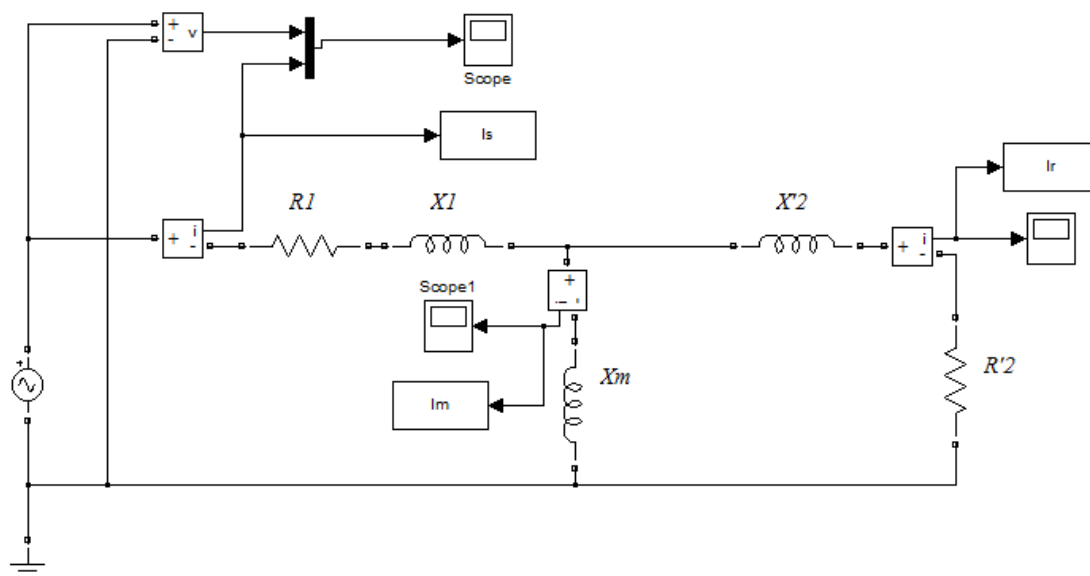 +
-
v
Scope
Is
Ir
R1
X1
X'2
+
i
-
+
i
-
Scope1
+
Xm
R'2
Im
+